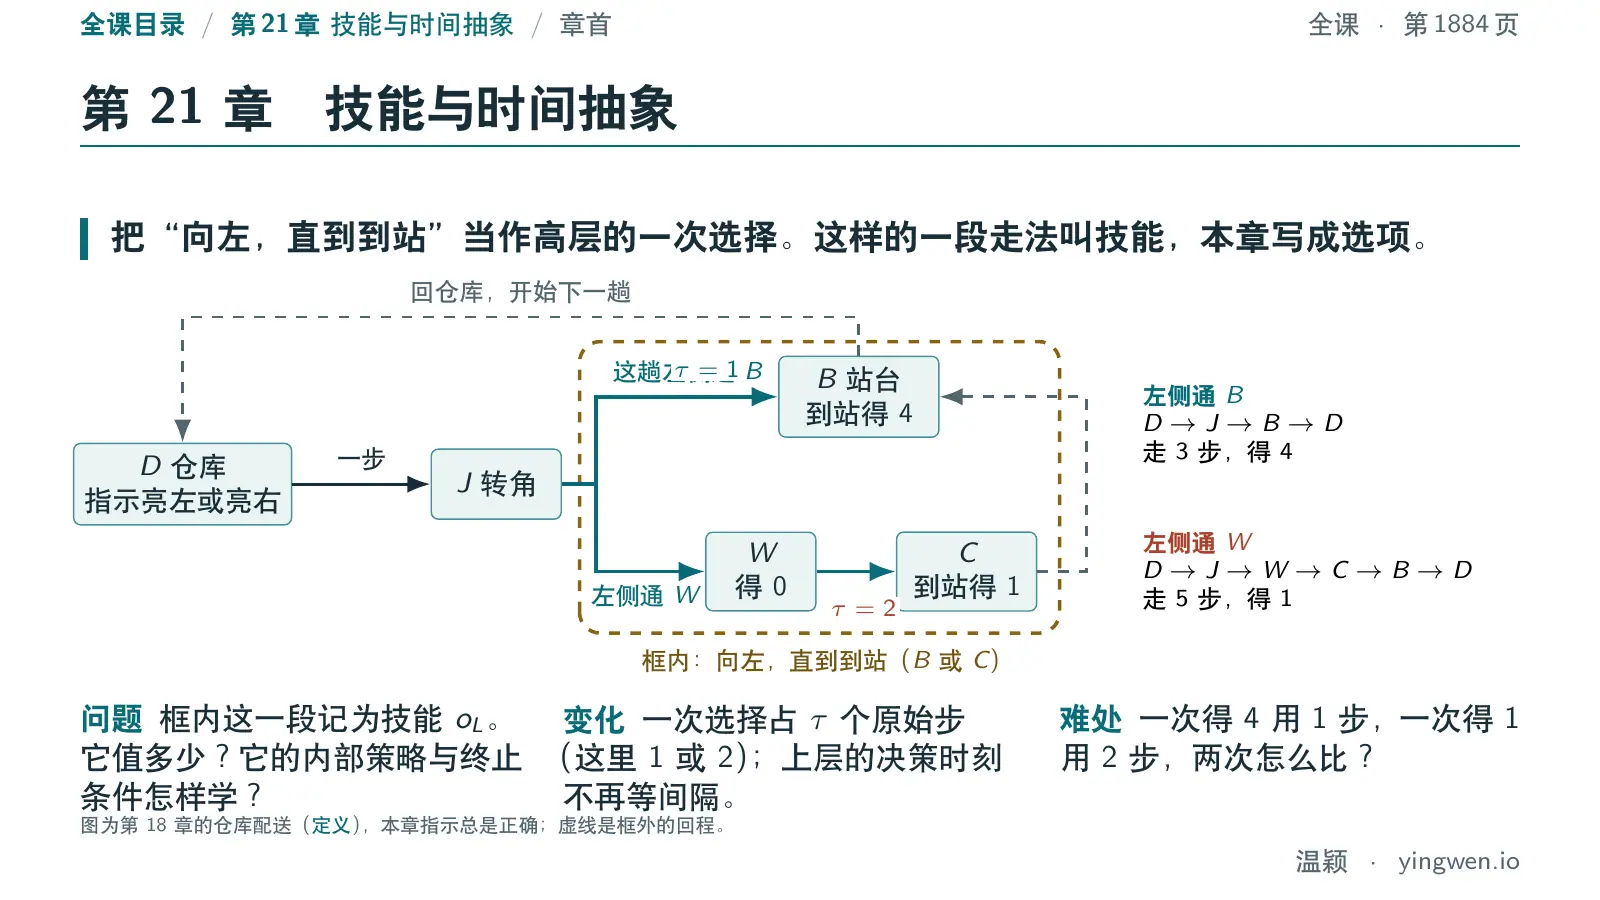 全课目录 / 第 21 章 技能与时间抽象 / 章首
全课 · 第 1884 页
第 21 章 技能与时间抽象
把“向左，直到到站”当作高层的一次选择。这样的一段走法叫技能，本章写成选项。
回仓库，开始下一趟
这趟 τ = 1 B
B 站台
到站得 4
左侧通 B
D → J → B → D
走 3 步，得 4
D 仓库
指示亮左或亮右
一步
J 转角
左侧通 W
W
得 0
τ = 2
C
到站得 1
左侧通 W
D → J → W → C → B → D
走 5 步，得 1
框内：向左，直到到站（B 或 C）
问题 框内这一段记为技能 oL。
它值多少？它的内部策略与终止
条件怎样学？
变化 一次选择占 τ 个原始步
（这里 1 或 2）；上层的决策时刻
不再等间隔。
难处 一次得 4 用 1 步，一次得 1
用 2 步，两次怎么比？
图为第 18 章的仓库配送（定义），本章指示总是正确；虚线是框外的回程。
温颖 · yingwen.io